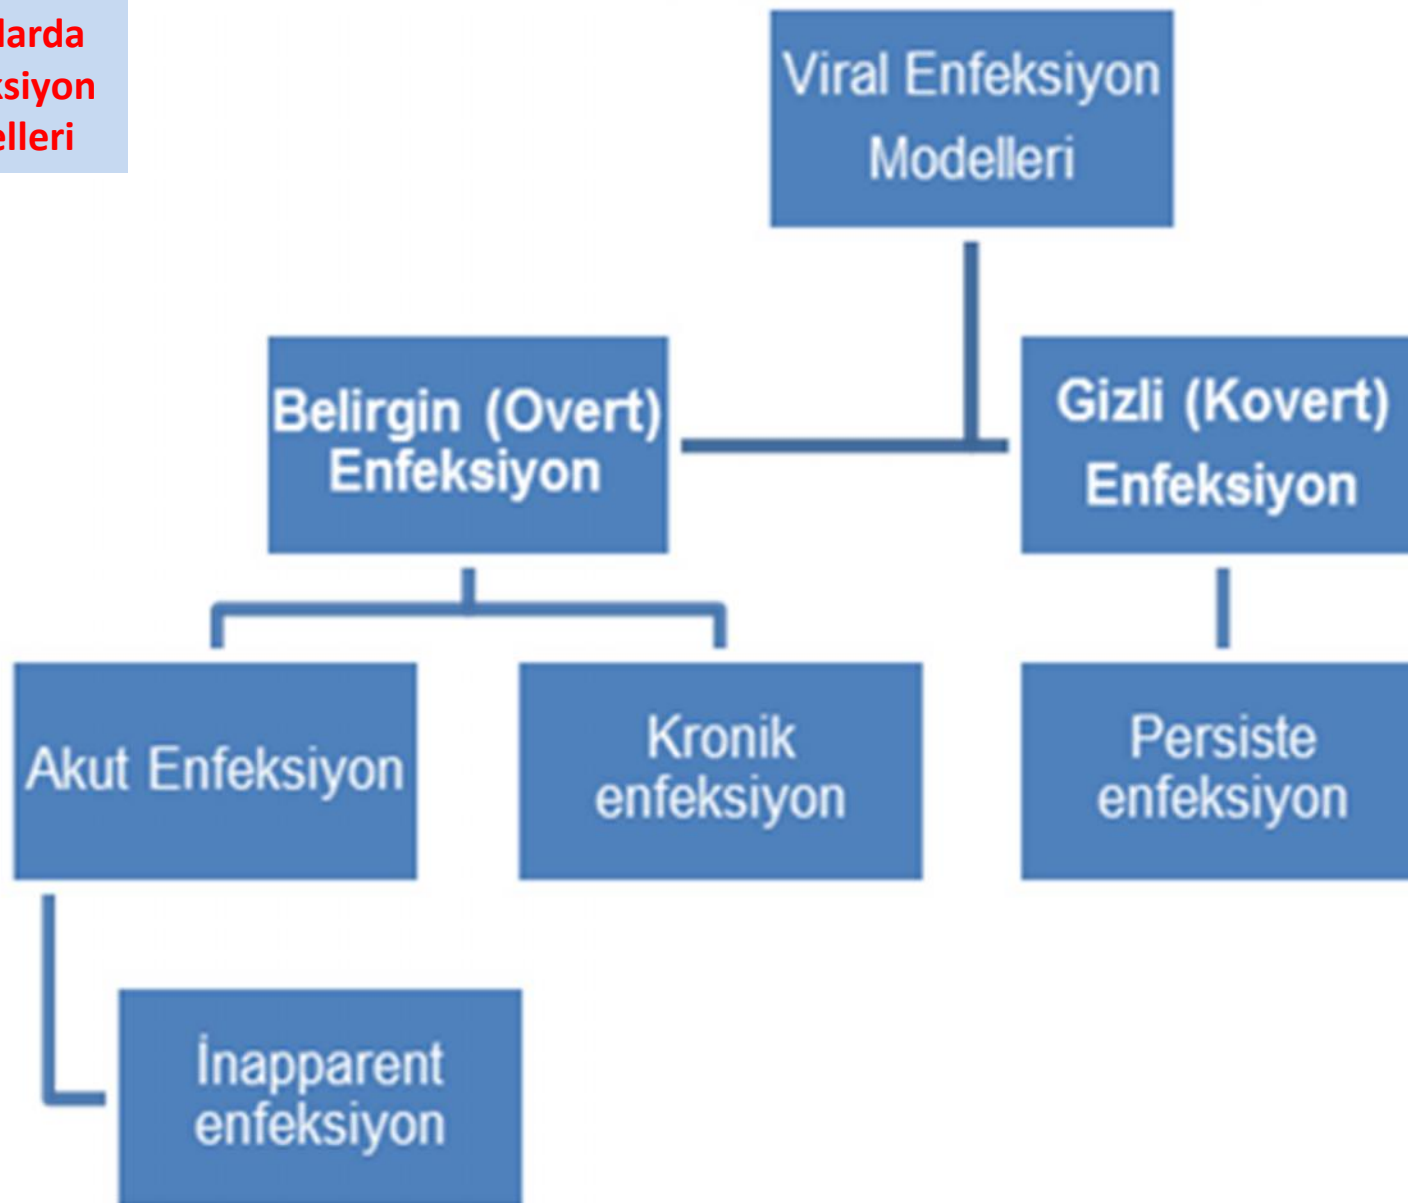 larda
ksiyon
elleri
Viral Enfeksiyon
Modelleri
Belirgin (Overt)
Enfeksiyon
Gizli (Kovert)
Enfeksiyon
Akut Enfeksiyon
Kronik
enfeksiyon
Persiste
enfeksiyon
İnapparent
enfeksiyon